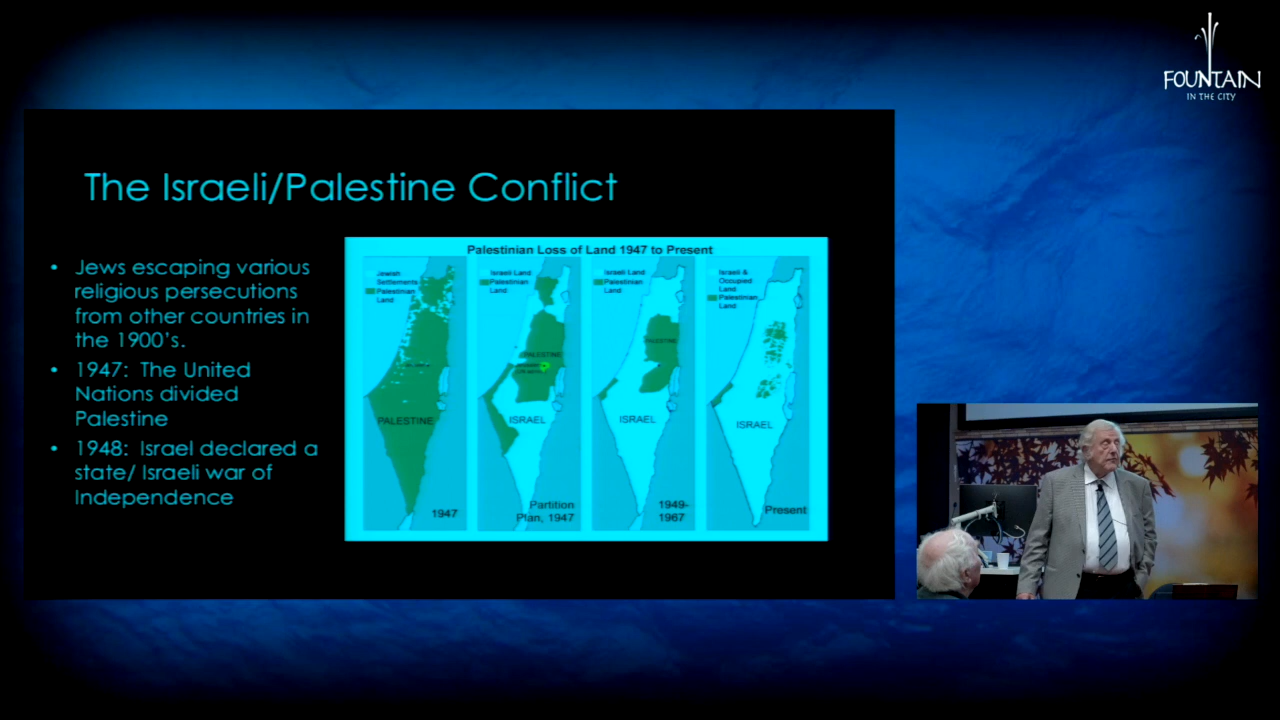 FOUNTAIN
IN THE CITY
The Israeli/Palestine Conflict
• Jews escaping various
religious persecutions
from other countries in
the 1900's.
• 1947: The United
Nations divided
Palestine
• 1948: Israel declared a
state/ Israeli war of
Independence
Palestinian Loss of Land 1947 to Present
Jewish
Settlements
Palestinian
Land
PALESTINE
1947
Israeli Land
Palestinian
Land
PALESTINE
ISRAEL
Partition
Plan, 1947
Israeli Land
Palestinian
Land
PALESTINE
ISRAEL
1949-
1967
Israeli &
Occupied
Land
Palestinian
Land
ISRAEL
Present